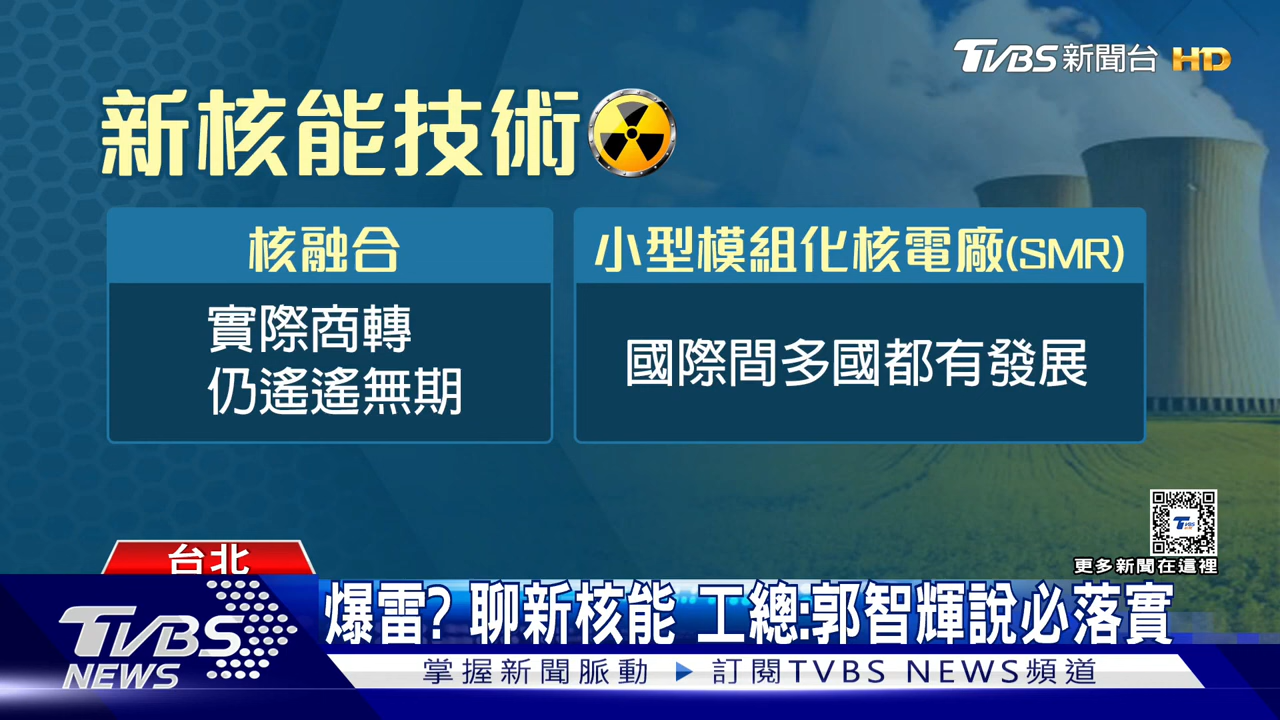 TVBS新聞台 HD
新核能技術
核融合
實際商轉
仍遙遙無期
小型模組化核電廠(SMR)
國際間多國都有發展
TVBS
更多新聞在這裡
台北
爆雷? 聊新核能 工總:郭智輝說必落實
TVBS
NEWS
掌握新聞脈動 ▶ 訂閱TVBS NEWS頻道